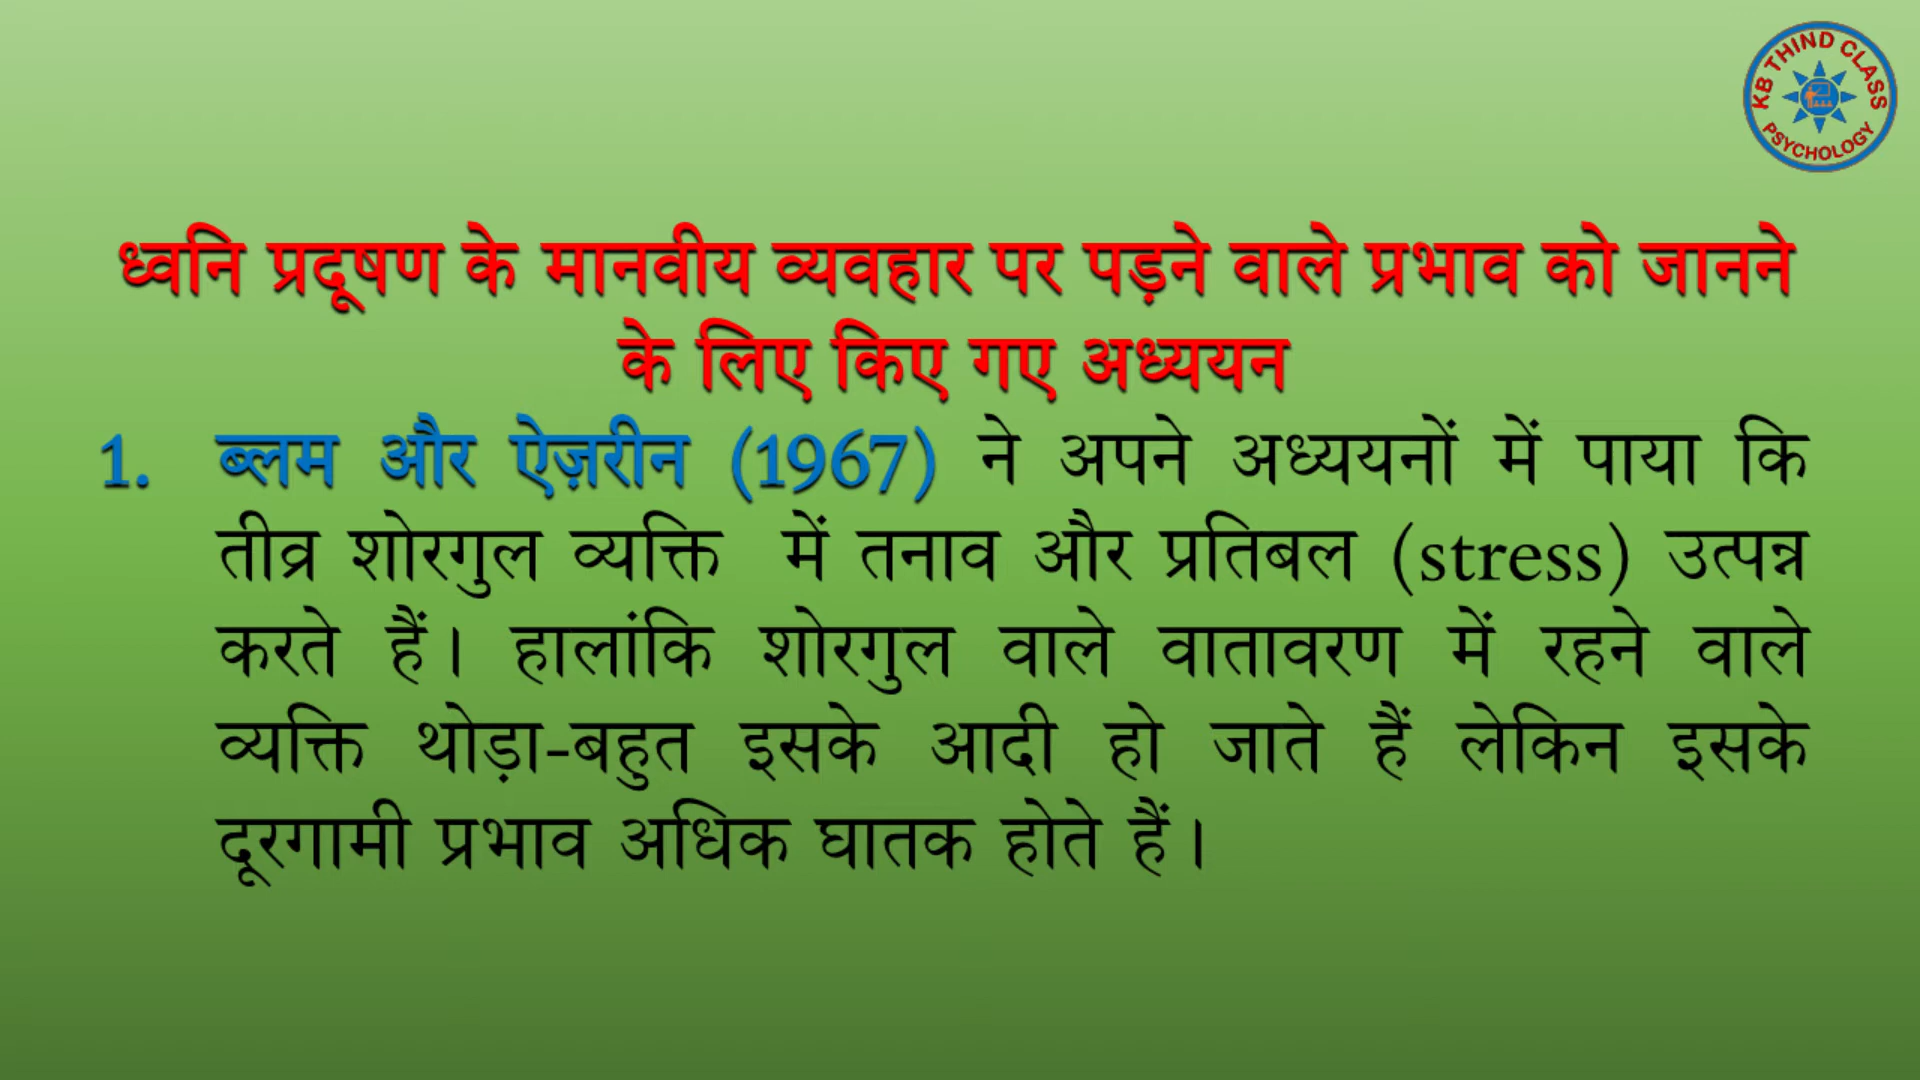 KB THIND CLASS
PSYCHOLOGY
ध्वनि प्रदूषण के मानवीय व्यवहार पर पड़ने वाले प्रभाव को जानने
के लिए किए गए अध्ययन
1. ब्लम और ऐज़रीन (1967) ने अपने अध्ययनों में पाया कि
तीव्र शोरगुल व्यक्ति में तनाव और प्रतिबल (stress) उत्पन्न
करते हैं। हालांकि शोरगुल वाले वातावरण में रहने वाले
व्यक्ति थोड़ा-बहुत इसके आदी हो जाते हैं लेकिन इसके
दूरगामी प्रभाव अधिक घातक होते हैं।